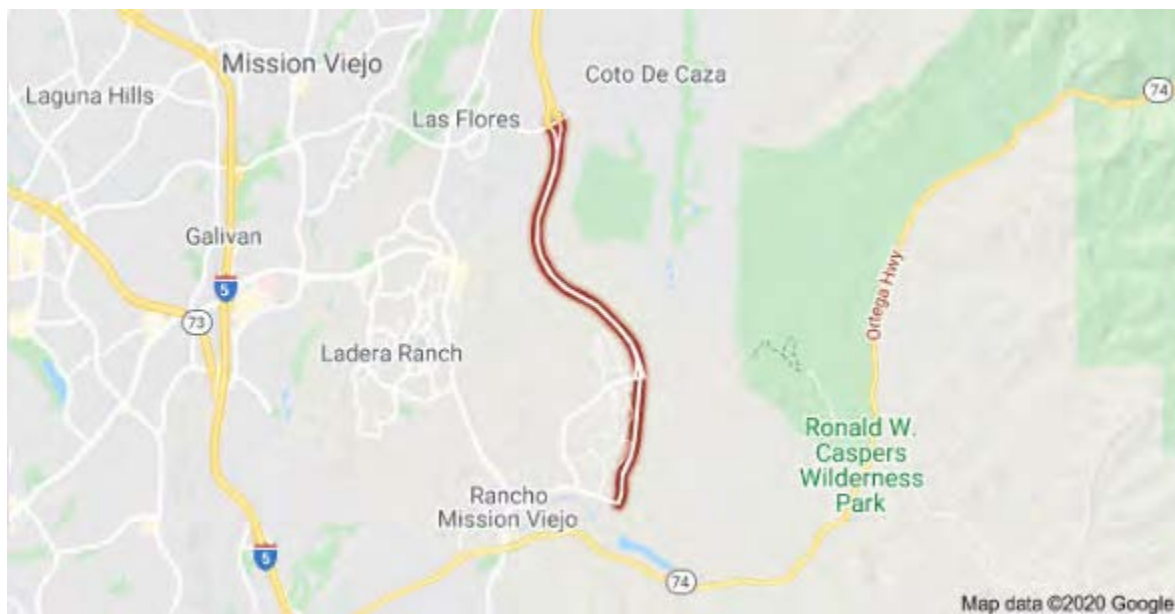 Mission Viejo
Laguna Hills
Coto De Caza
74
Las Flores
Galivan
5
73
Ortega Hwy
Ladera Ranch
Ronald W.
Caspers
Wilderness
Park
Rancho
Mission Viejo
5
74
Map data ©2020 Google